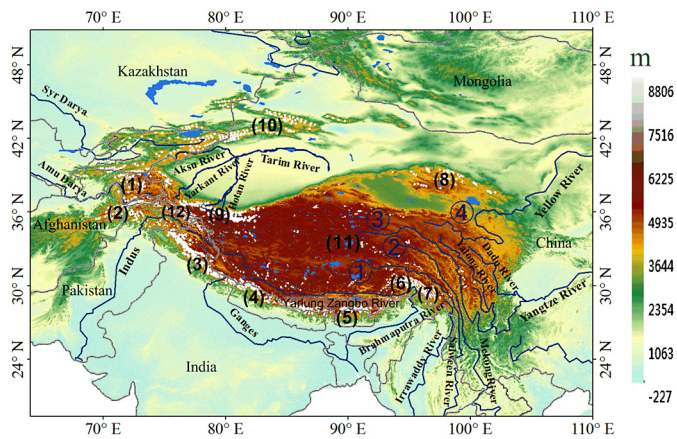 70° E 80° E 90° E 100° E 110° E
m
48° N 48° N
Kazakhstan
Mongolia
8806
Syr Darya
7516
42° N 42° N
(10)
Aksu River
Tarim River
6225
Amu Darya
Yarkant River
Hotan River
(1)
(8)
Yellow River
4935
36° N 36° N
(2) (12) (9)
3 4
Afghanistan
(11)
2
China
Dadu River
Yalong River
3644
Indus
(3)
1
2354
Pakistan
30° N 30° N
(4)
(6)
(7)
Yarlung Zangbo River
Yangtze River
(5)
Ganges
Brahmaputra River
1063
India
Irrawaddy River
Salween River
Mekong River
24° N 24° N
-227
70° E 80° E 90° E 100° E 110° E